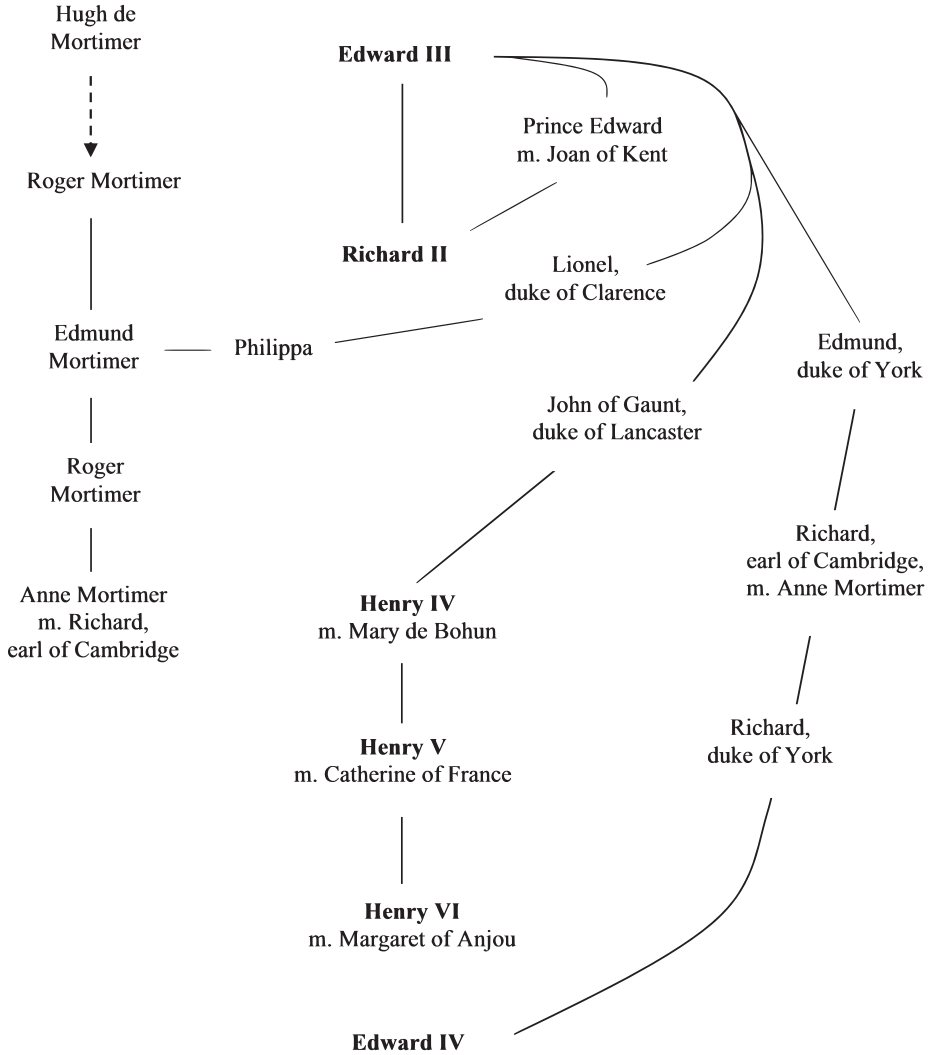 Hugh de
Mortimer
Edward III
Prince Edward
m. Joan of Kent
Roger Mortimer
Richard II
Lionel,
duke of Clarence
Edmund
Mortimer
Philippa
Edmund,
duke of York
John of Gaunt,
duke of Lancaster
Roger
Mortimer
Richard,
earl of Cambridge,
m. Anne Mortimer
Anne Mortimer
m. Richard,
earl of Cambridge
Henry IV
m. Mary de Bohun
Richard,
duke of York
Henry V
m. Catherine of France
Henry VI
m. Margaret of Anjou
Edward IV